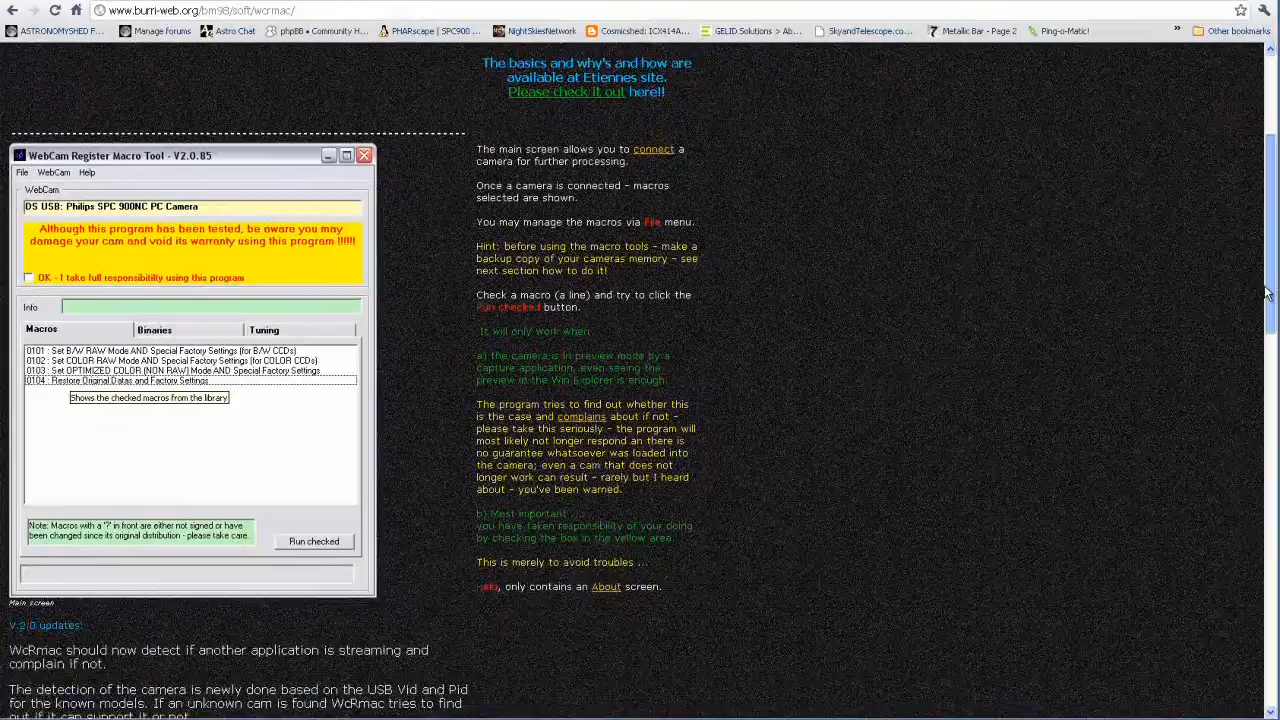 www.burri-web.org/bm98/soft/wcrmac/
ASTRONOMYSHED F...
Manage forums
Astro Chat
phpBB • Community H...
PHARscape | SPC900 ...
NightSkiesNetwork
Cosmicshed: ICX414A...
GELID Solutions > Ab...
SkyandTelescope.co...
Metallic Bar - Page 2
Ping-o-Matic!
»
Other bookmarks
The basics and why's and how are
available at Etiennes site.
Please check it out here!!
WebCam Register Macro Tool - V2.0.85
File WebCam Help
WebCam
DS USB: Philips SPC 900NC PC Camera
Although this program has been tested, be aware you may
damage your cam and void its warranty using this program !!!!!!
OK - I take full responsibitilty using this program
Info
Macros Binaries Tuning
0101 : Set B/W RAW Mode AND Special Factory Settings (for B/W CCDs)
0102 : Set COLOR RAW Mode AND Special Factory Settings (for COLOR CCDs)
0103 : Set OPTIMIZED COLOR (NON RAW) Mode AND Special Factory Settings
0104 : Restore Original Datas and Factory Settings
Shows the checked macros from the library
Note: Macros with a '?' in front are either not signed or have
been changed since its original distribution - please take care.
Run checked
Main screen
V.2.0 updates:
WcRmac should now detect if another application is streaming and
complain if not.
The detection of the camera is newly done based on the USB Vid and Pid
for the known models. If an unknown cam is found WcRmac tries to find
out if it can support it or not.
The main screen allows you to connect a
camera for further processing.
Once a camera is connected - macros
selected are shown.
You may manage the macros via File menu.
Hint: before using the macro tools - make a
backup copy of your cameras memory - see
next section how to do it!
Check a macro (a line) and try to click the
Run checked button.
It will only work when
a) the camera is in preview mode by a
capture application, even seeing the
preview in the Win Explorer is enough.
The program tries to find out whether this
is the case and complains about if not -
please take this seriously - the program will
most likely not longer respond an there is
no guarantee whatsoever was loaded into
the camera; even a cam that does not
longer work can result - rarely but I heard
about - you've been warned.
b) Most important ...
you have taken responsibility of your doing
by checking the box in the yellow area.
This is merely to avoid troubles ...
, only contains an About screen.